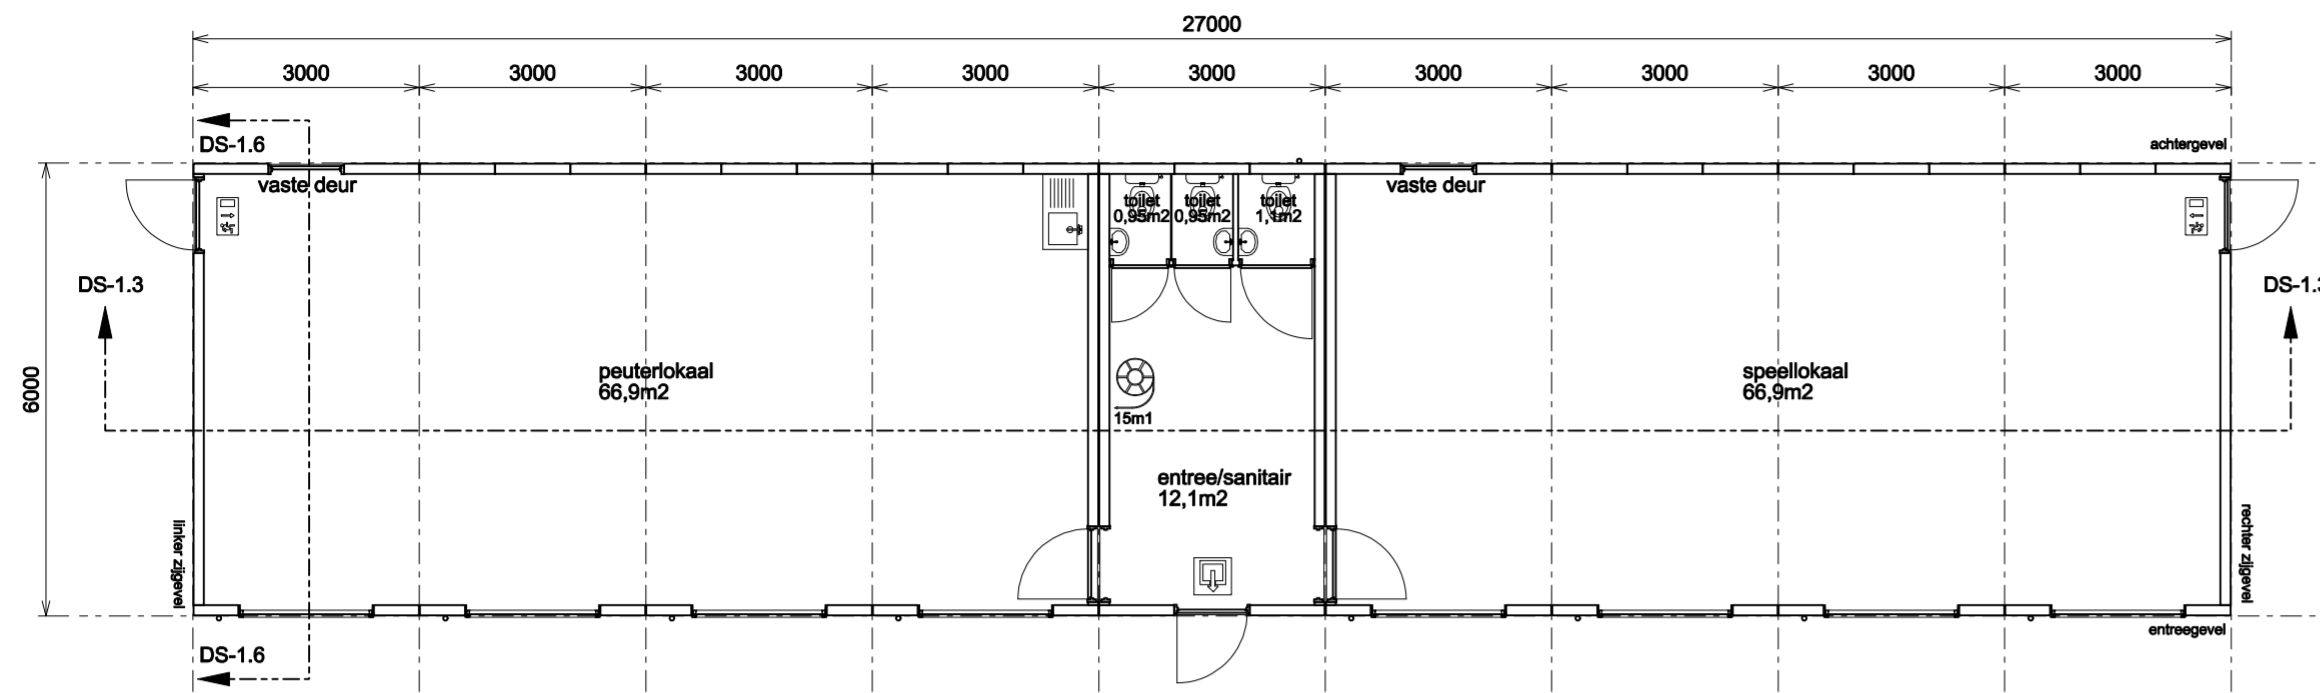 27000
3000 3000 3000 3000 3000 3000 3000 3000 3000
DS-1.6
achtergevel
vaste deur
vaste deur
toilet
0,95m2
toilet
0,95m2
toilet
1,1m2
DS-1.3
DS-1.3
6000
peuterlokaal
66,9m2
speellokaal
66,9m2
15m1
entree/sanitair
12,1m2
linker zijgevel
rechter zijgevel
entreegevel
DS-1.6